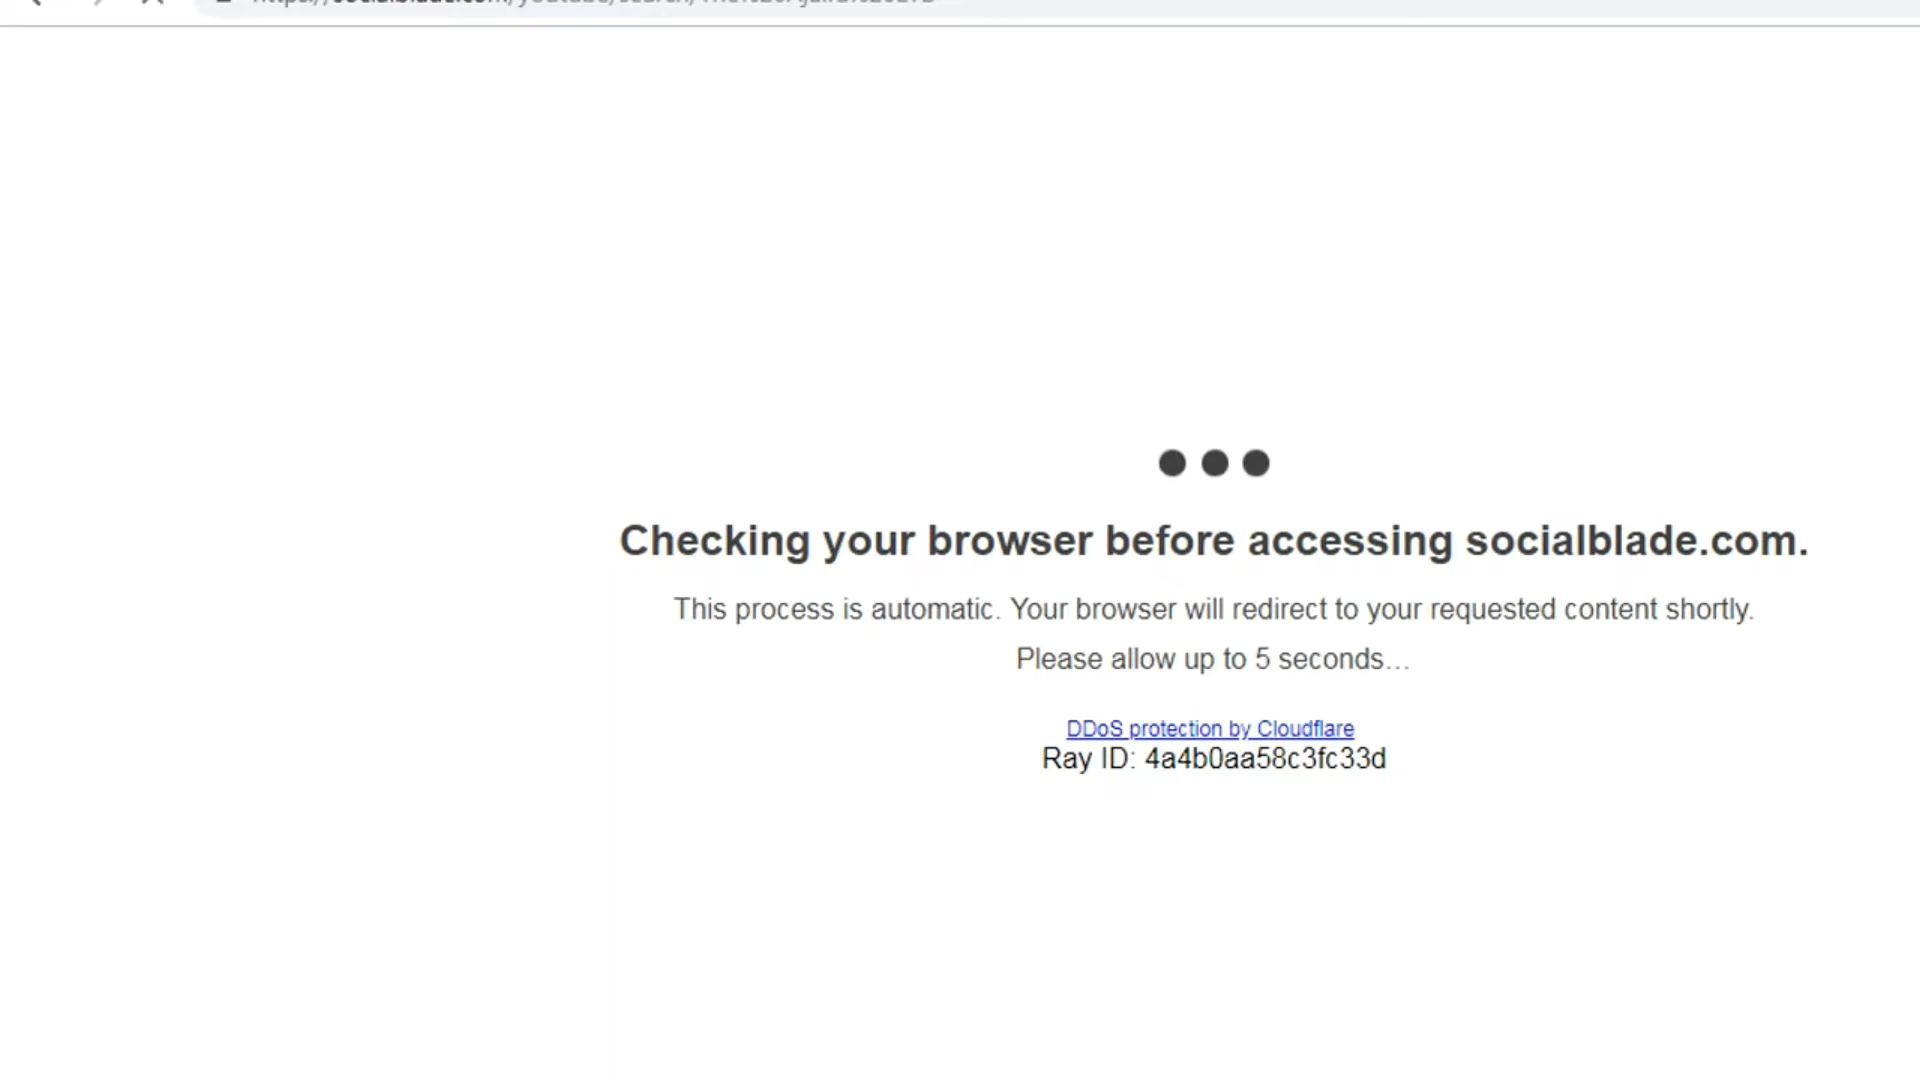 Checking your browser before accessing socialblade.com.
This process is automatic. Your browser will redirect to your requested content shortly.
Please allow up to 5 seconds…
DDoS protection by Cloudflare
Ray ID: 4a4b0aa58c3fc33d